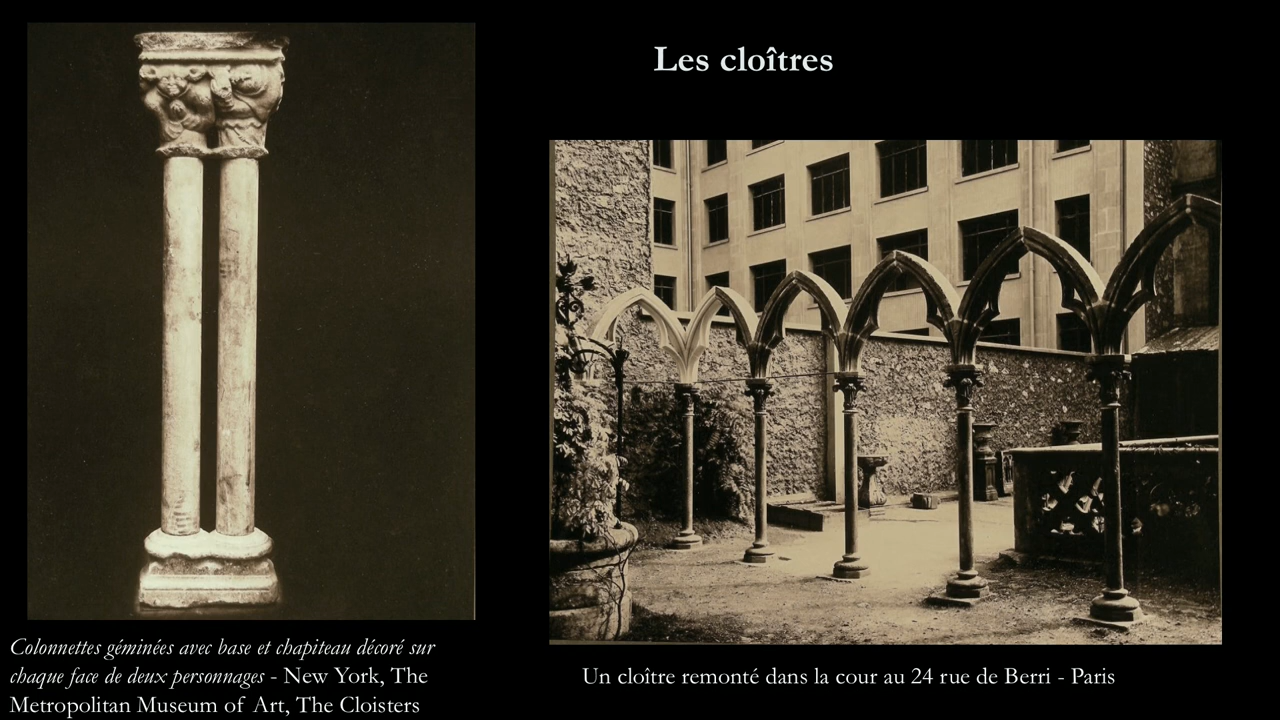 Les cloîtres
Colonnettes géminées avec base et chapiteau décoré sur
chaque face de deux personnages - New York, The
Metropolitan Museum of Art, The Cloisters
Un cloître remonté dans la cour au 24 rue de Berri - Paris